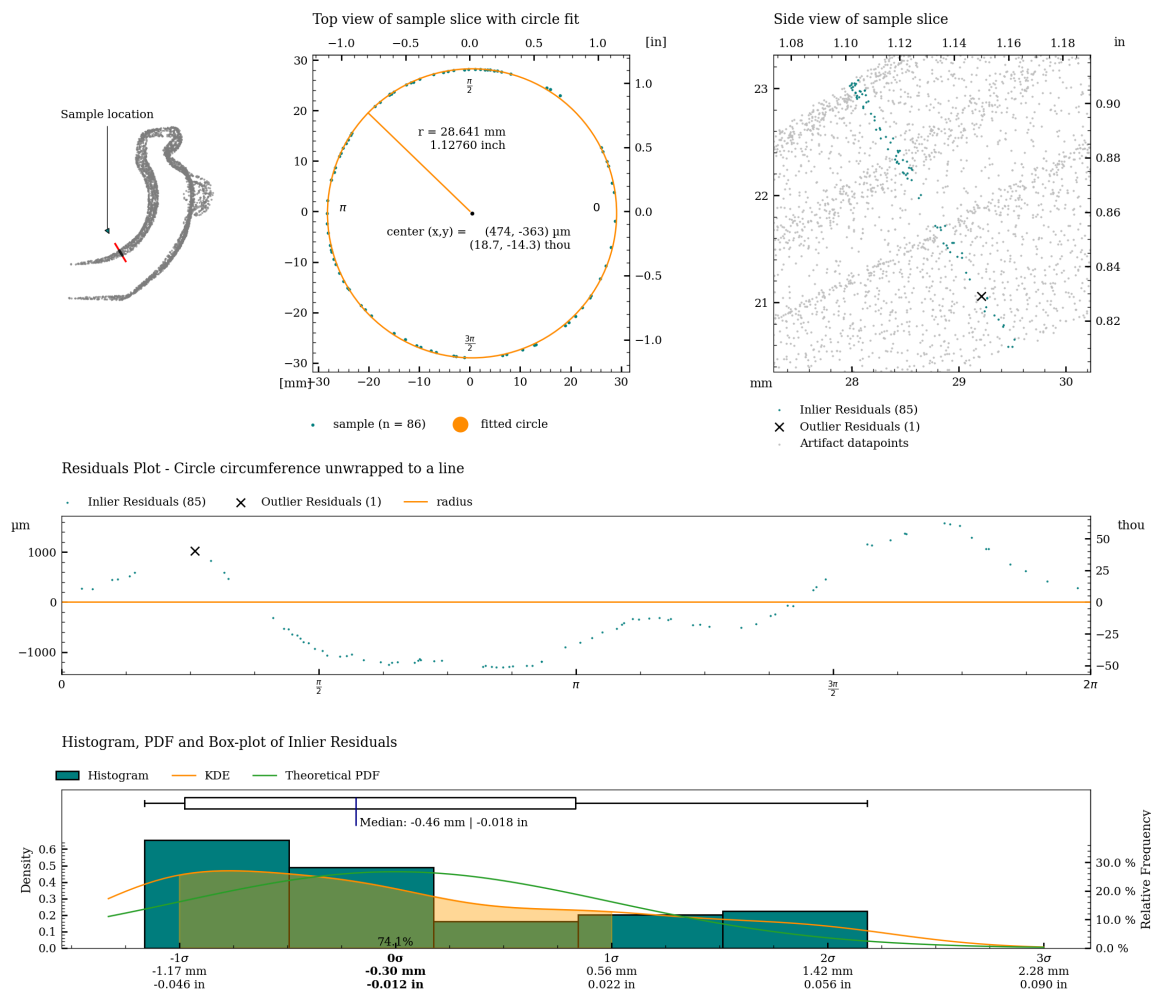 Top view of sample slice with circle fit
Side view of sample slice
−1.0 −0.5 0.0 0.5 1.0 [in]
1.08 1.10 1.12 1.14 1.16 1.18 in
Sample location
30
20
10
0
−10
−20
−30
1.0
0.5
0.0
−0.5
−1.0
π/2
r = 28.641 mm
1.12760 inch
π
0
center (x,y) = (474, -363) µm
(18.7, -14.3) thou
3π/2
[mm] −30 −20 −10 0 10 20 30
23
22
21
0.90
0.88
0.86
0.84
0.82
mm 28 29 30
sample (n = 86) fitted circle
Inlier Residuals (85)
Outlier Residuals (1)
Artifact datapoints
Residuals Plot - Circle circumference unwrapped to a line
Inlier Residuals (85) Outlier Residuals (1) radius
µm
thou
1000
0
−1000
50
25
0
−25
−50
0 π/2 π 3π/2 2π
Histogram, PDF and Box-plot of Inlier Residuals
Histogram KDE Theoretical PDF
Median: -0.46 mm | -0.018 in
Density
0.6
0.5
0.4
0.3
0.2
0.1
0.0
Relative Frequency
30.0 %
20.0 %
10.0 %
0.0 %
74.1%
-1σ 0σ 1σ 2σ 3σ
-1.17 mm -0.30 mm 0.56 mm 1.42 mm 2.28 mm
-0.046 in -0.012 in 0.022 in 0.056 in 0.090 in